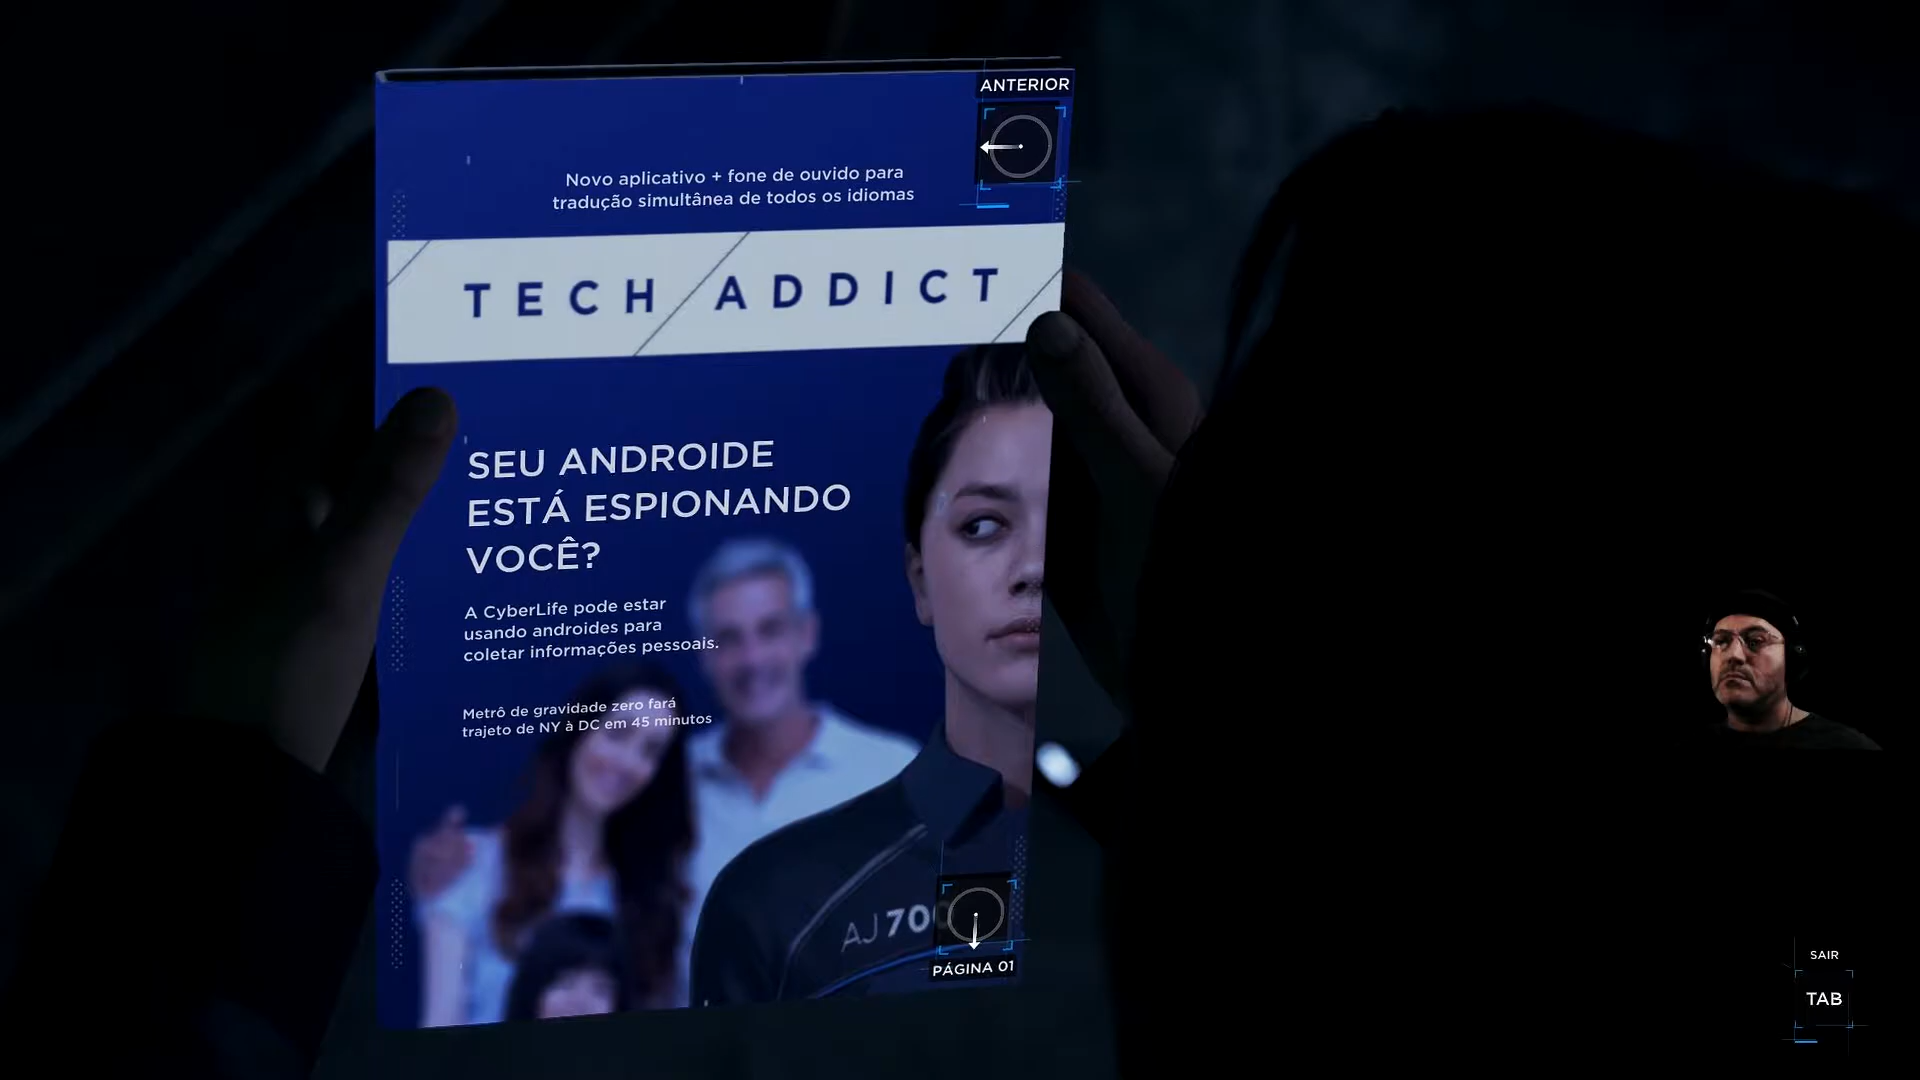 ANTERIOR
Novo aplicativo + fone de ouvido para
tradução simultânea de todos os idiomas
TECH ADDICT
SEU ANDROIDE
ESTÁ ESPIONANDO
VOCÊ?
A CyberLife pode estar
usando androides para
coletar informações pessoais.
Metrô de gravidade zero fará
trajeto de NY à DC em 45 minutos
AJ 700
PÁGINA 01
SAIR
TAB